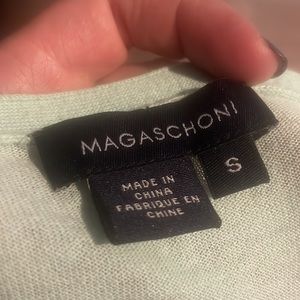 MAGASCHONI
S
MADE IN
CHINA
FABRIQUE EN
CHINE